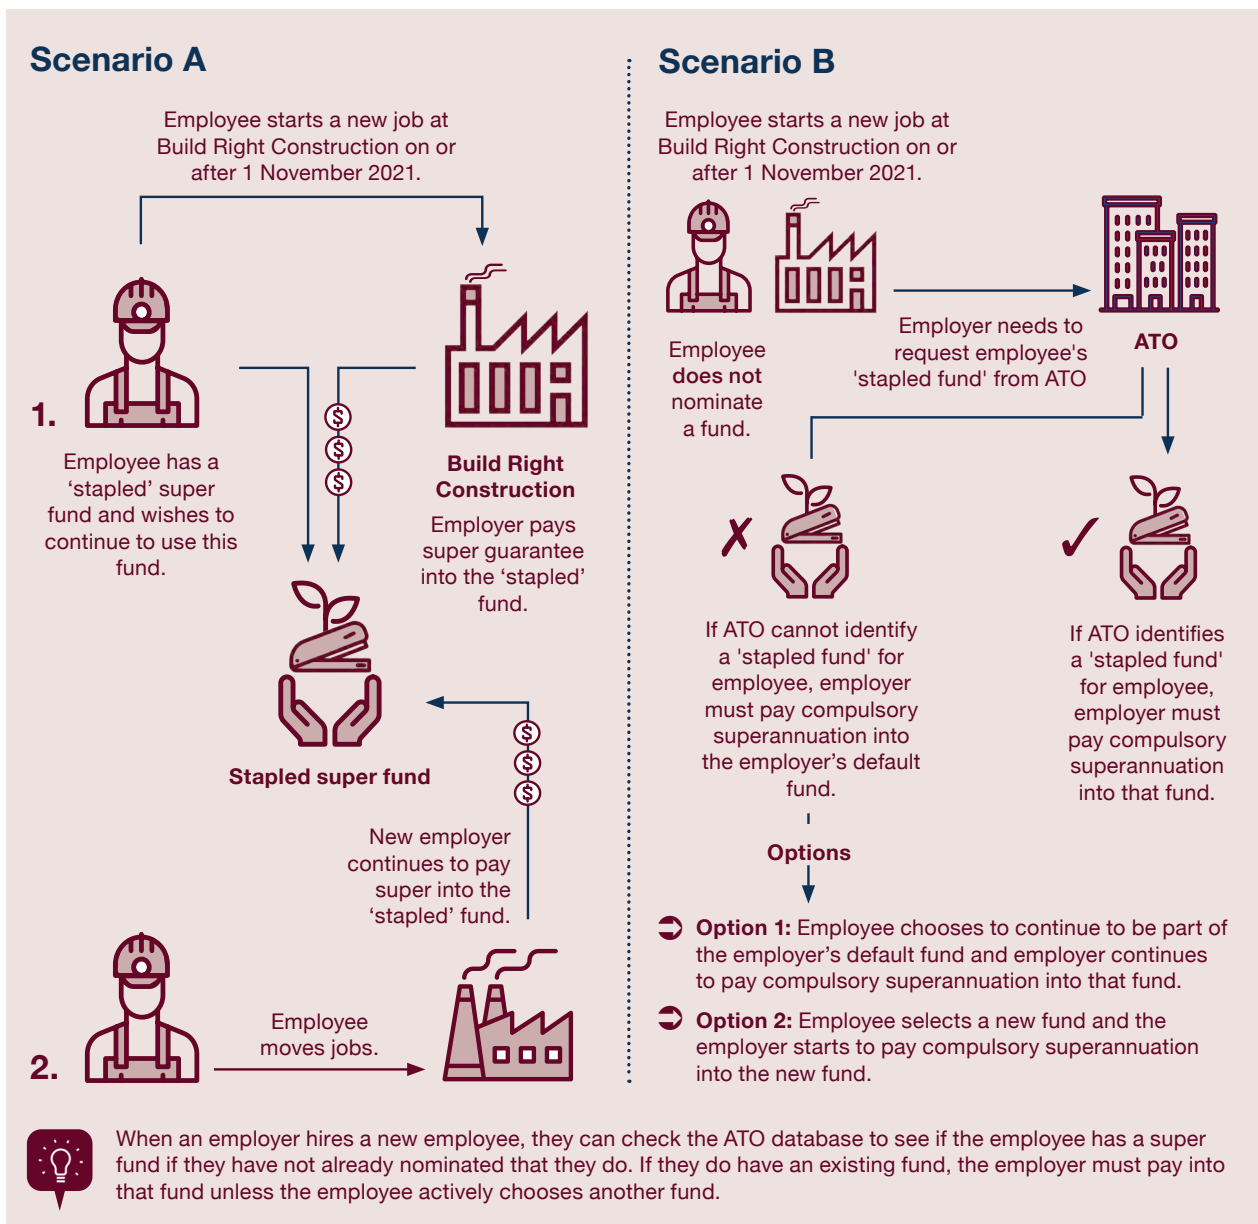 Scenario A
Employee starts a new job at
Build Right Construction on or
after 1 November 2021.
1.
Employee has a
‘stapled’ super
fund and wishes to
continue to use this
fund.
$
$
$
Build Right
Construction
Employer pays
super guarantee
into the ‘stapled’
fund.
Stapled super fund
$
$
$
New employer
continues to pay
super into the
‘stapled’ fund.
2.
Employee
moves jobs.
Scenario B
Employee starts a new job at
Build Right Construction on or
after 1 November 2021.
Employee
does not
nominate
a fund.
Employer needs to
request employee's
'stapled fund' from ATO
ATO
If ATO cannot identify
a 'stapled fund' for
employee, employer
must pay compulsory
superannuation into
the employer’s default
fund.
If ATO identifies
a 'stapled fund'
for employee,
employer must
pay compulsory
superannuation
into that fund.
Options
Option 1: Employee chooses to continue to be part of
the employer’s default fund and employer continues
to pay compulsory superannuation into that fund.
Option 2: Employee selects a new fund and the
employer starts to pay compulsory superannuation
into the new fund.
When an employer hires a new employee, they can check the ATO database to see if the employee has a super
fund if they have not already nominated that they do. If they do have an existing fund, the employer must pay into
that fund unless the employee actively chooses another fund.